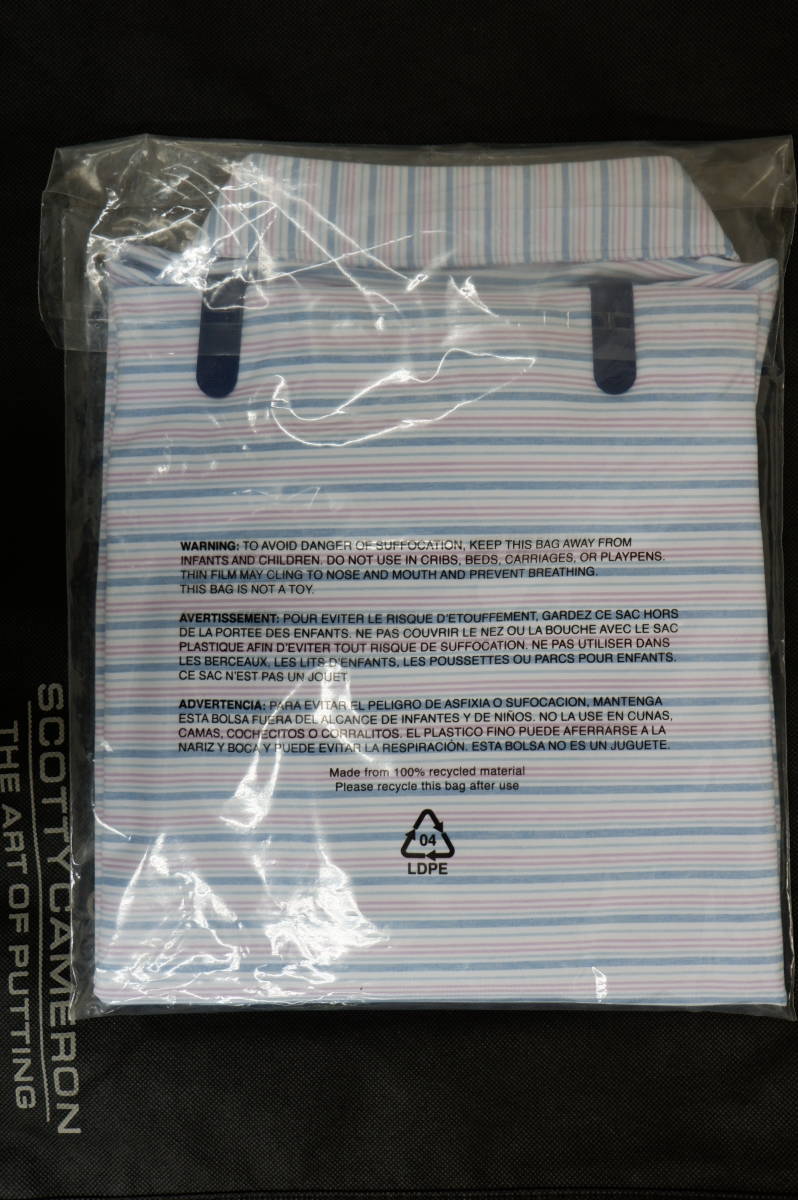 WARNING: TO AVOID DANGER OF SUFFOCATION, KEEP THIS BAG AWAY FROM
INFANTS AND CHILDREN. DO NOT USE IN CRIBS, BEDS, CARRIAGES, OR PLAYPENS.
THIN FILM MAY CLING TO NOSE AND MOUTH AND PREVENT BREATHING.
THIS BAG IS NOT A TOY.
AVERTISSEMENT: POUR EVITER LE RISQUE D'ETOUFFEMENT, GARDEZ CE SAC HORS
DE LA PORTEE DES ENFANTS. NE PAS COUVRIR LE NEZ OU LA BOUCHE AVEC LE SAC
PLASTIQUE AFIN D'EVITER TOUT RISQUE DE SUFFOCATION. NE PAS UTILISER DANS
LES BERCEAUX, LES LITS D'ENFANTS, LES POUSSETTES OU PARCS POUR ENFANTS.
CE SAC N'EST PAS UN JOUET
ADVERTENCIA: PARA EVITAR EL PELIGRO DE ASFIXIA O SUFOCACION, MANTENGA
ESTA BOLSA FUERA DEL ALCANCE DE INFANTES Y DE NIÑOS. NO LA USE EN CUNAS,
CAMAS, COCHECITOS O CORRALITOS. EL PLASTICO FINO PUEDE AFERRARSE A LA
NARIZ Y BOCA Y PUEDE EVITAR LA RESPIRACIÓN. ESTA BOLSA NO ES UN JUGUETE.
Made from 100% recycled material
Please recycle this bag after use
04
LDPE
SCOTTY CAMERON
THE ART OF PUTTING